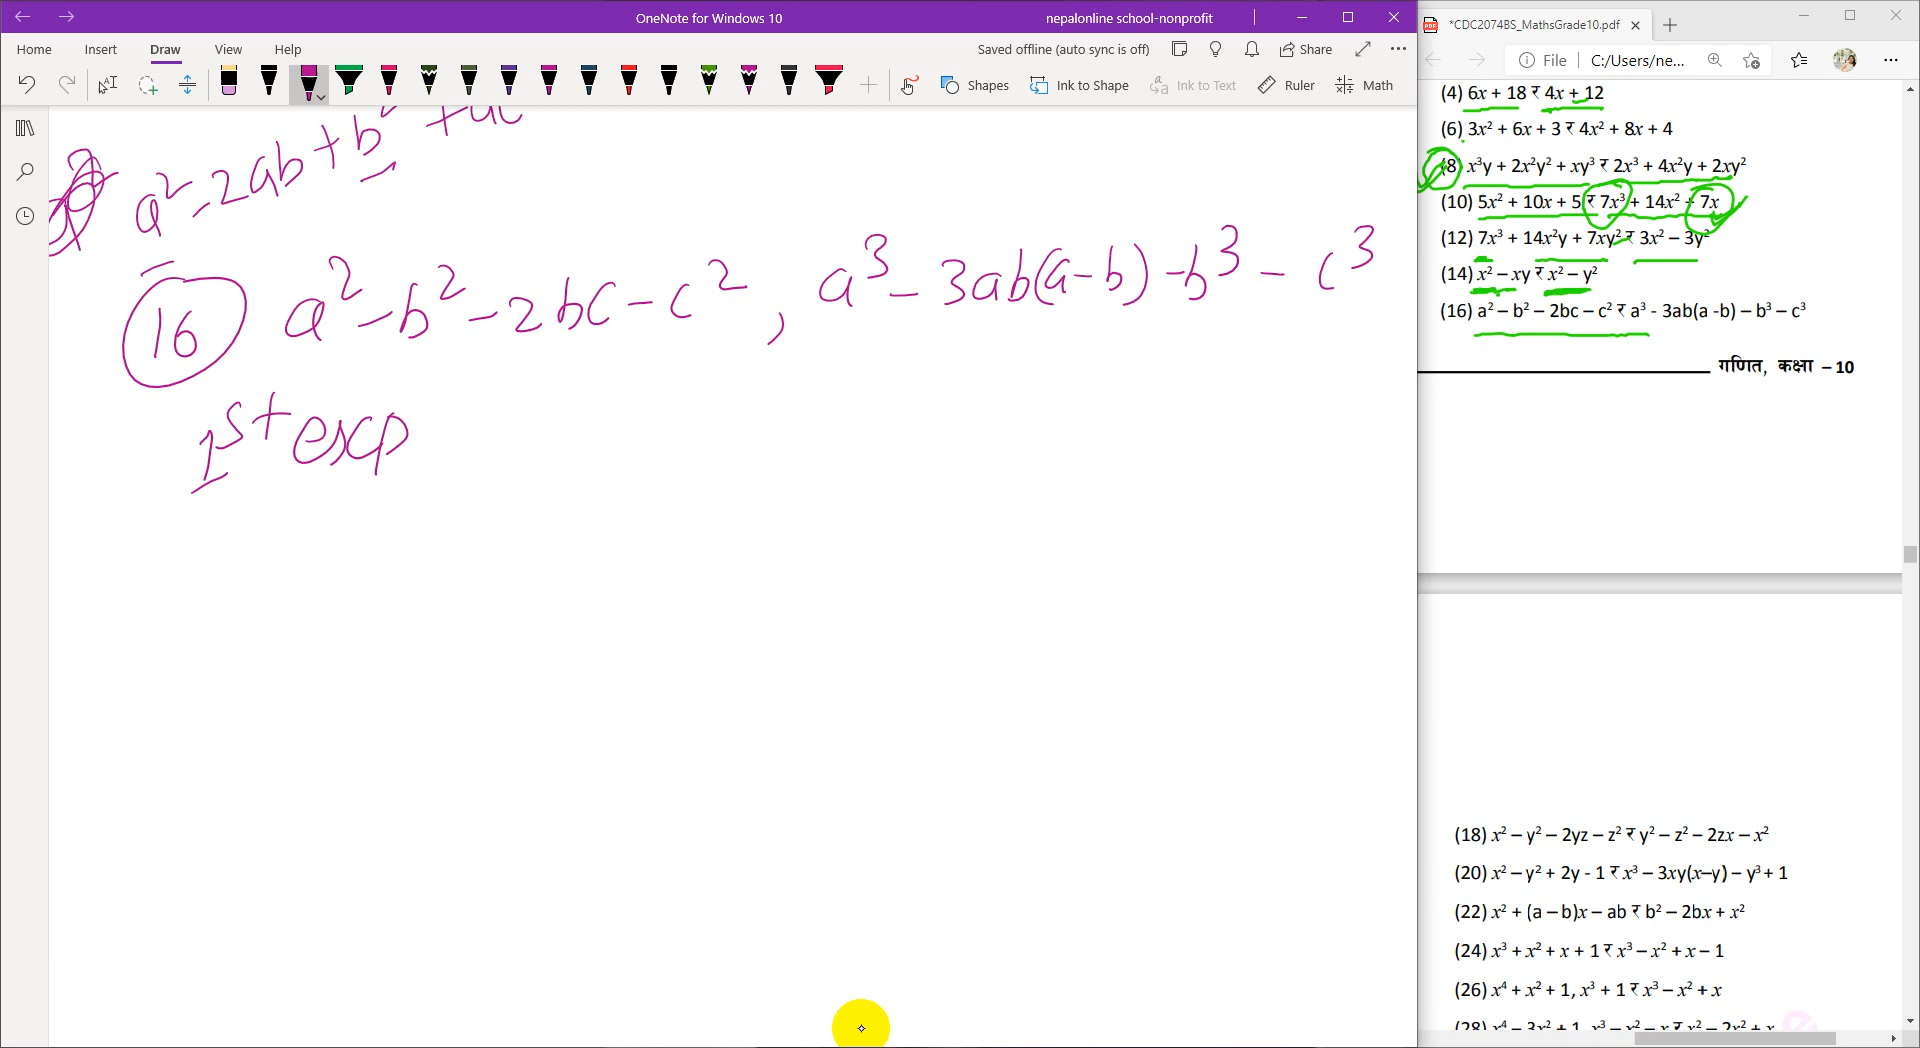 OneNote for Windows 10
nepalonline school-nonprofit
*CDC2074BS_MathsGrade10.pdf
Home Insert Draw View Help
Saved offline (auto sync is off)
Share
File
C:/Users/ne...
Shapes
Ink to Shape
Ink to Text
Ruler
Math
a²-2ab+b²
16 a²-b²-2bc-c², a³-3ab(a-b)-b³-c³
1st exp
(4) 6x + 18 र 4x + 12
(6) 3x² + 6x + 3 र 4x² + 8x + 4
(8) x³y + 2x²y² + xy³ र 2x³ + 4x²y + 2xy²
(10) 5x² + 10x + 5 र 7x³ + 14x² + 7x
(12) 7x³ + 14x²y + 7xy² र 3x² – 3y²
(14) x² – xy र x² – y²
(16) a² – b² – 2bc – c² र a³ - 3ab(a -b) – b³ – c³
गणित, कक्षा – 10
(18) x² – y² – 2yz – z² र y² – z² – 2zx – x²
(20) x² – y² + 2y - 1 र x³ – 3xy(x–y) – y³ + 1
(22) x² + (a – b)x – ab र b² – 2bx + x²
(24) x³ + x² + x + 1 र x³ – x² + x – 1
(26) x⁴ + x² + 1, x³ + 1 र x³ – x² + x